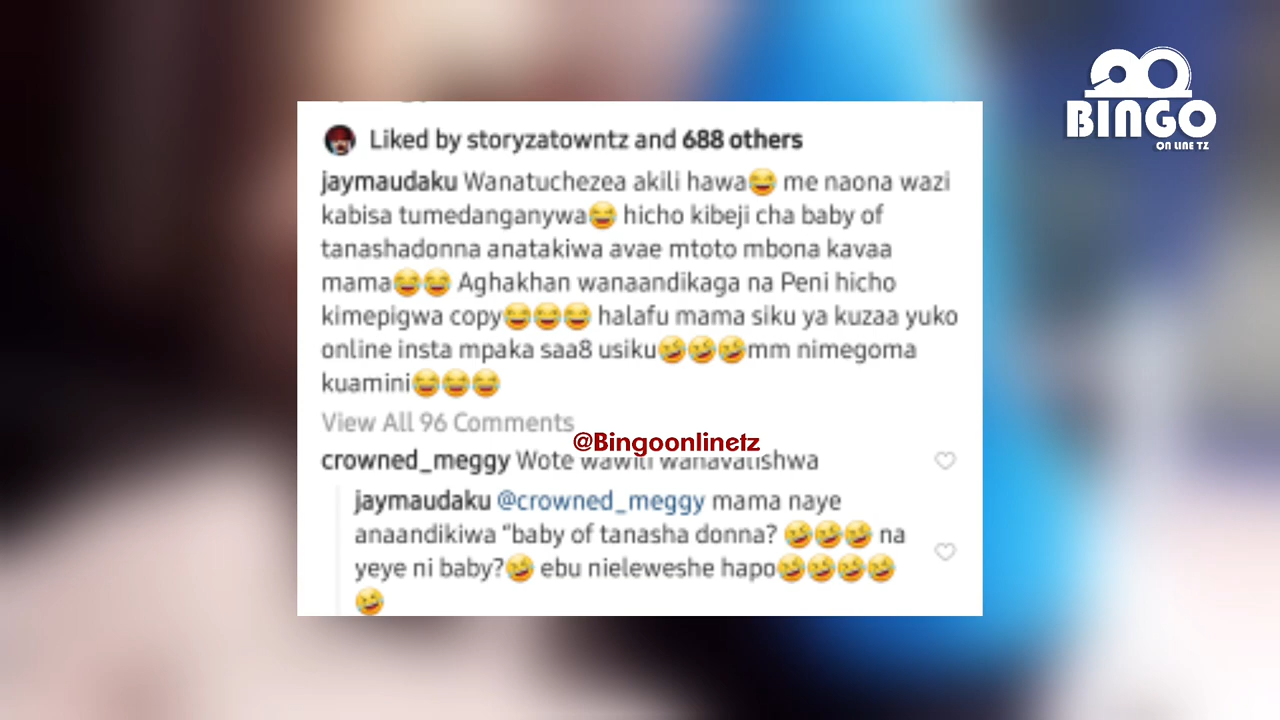 BINGO
ON LINE TZ
Liked by storyzatowntz and 688 others
jaymaudaku Wanatuchezea akili hawa😂 me naona wazi
kabisa tumedanganywa😂 hicho kibeji cha baby of
tanashadonna anatakiwa avae mtoto mbona kavaa
mama😂😂 Aghakhan wanaandikaga na Peni hicho
kimepigwa copy😂😂😂 halafu mama siku ya kuzaa yuko
online insta mpaka saa8 usiku🤣🤣🤣mm nimegoma
kuamini😂😂😂
View All 96 Comments
@Bingoonlinetz
crowned_meggy Wote wawili wanavalishwa
jaymaudaku @crowned_meggy mama naye
anaandikiwa "baby of tanasha donna? 🤣🤣🤣 na
yeye ni baby?🤣 ebu nieleweshe hapo🤣🤣🤣🤣
🤣